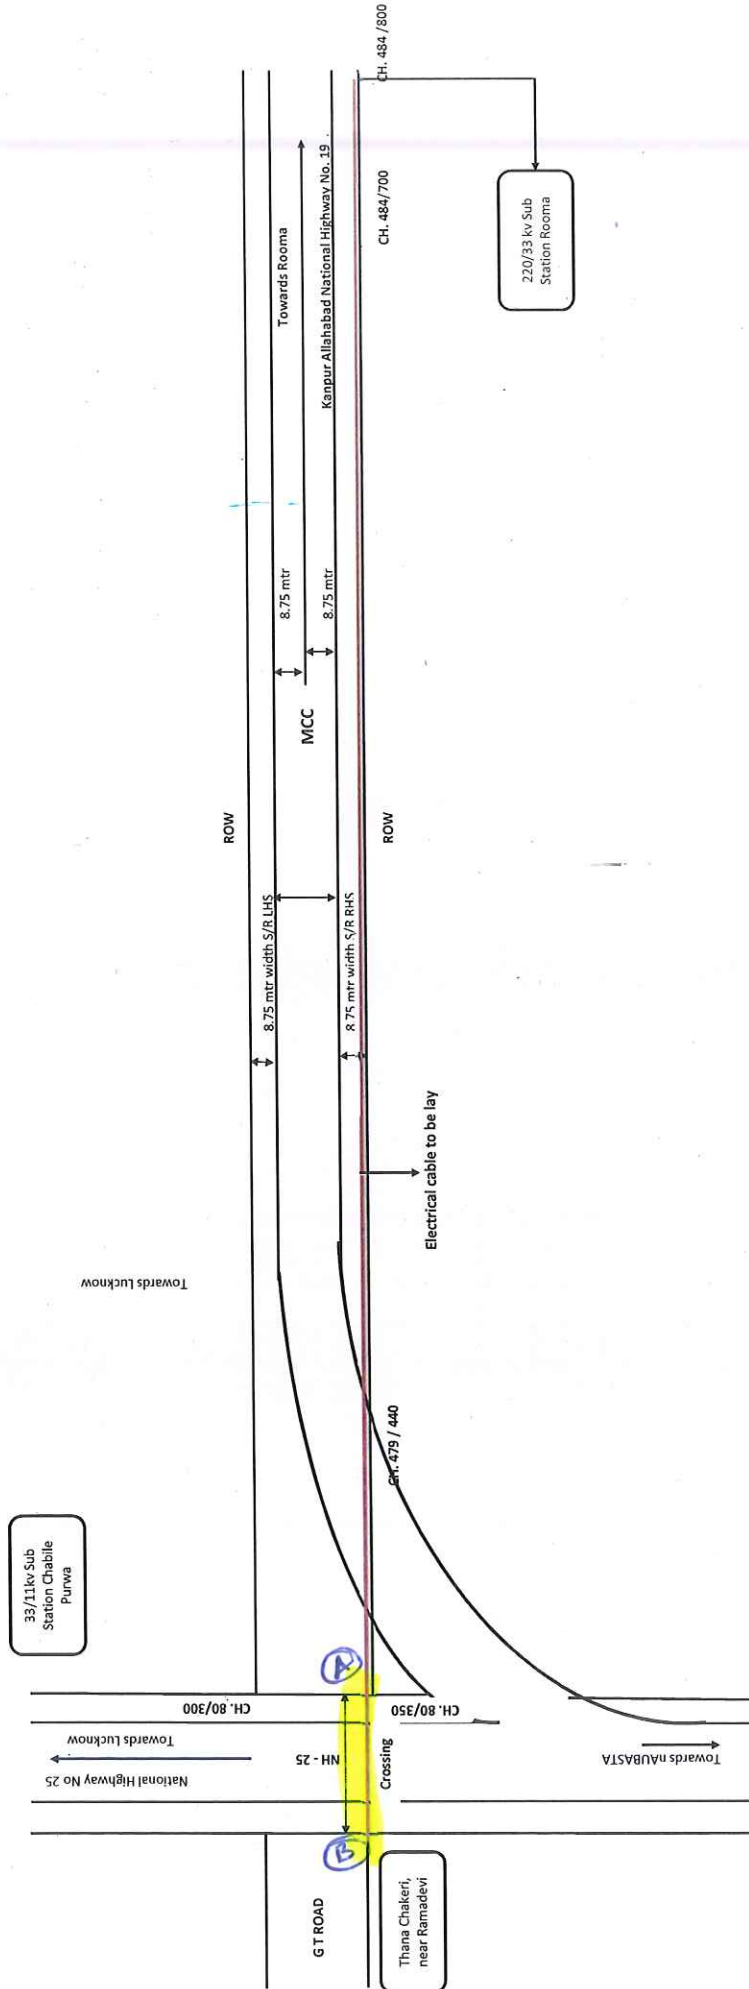 33/11kv Sub
Station Chabile
Purwa
Towards Lucknow
ROW
8.75 mtr width S/R LHS
8.75 mtr
Towards Rooma
MCC
8.75 mtr
Kanpur Allahabad National Highway No. 19
8.75 mtr width S/R RHS
ROW
CH. 479 / 440
Electrical cable to be lay
CH. 484/700
CH. 484 /800
220/33 kv Sub
Station Rooma
National Highway No 25
Towards Lucknow
CH. 80/300
NH - 25
Crossing
CH. 80/350
Towards nAUBASTA
A
B
G T ROAD
Thana Chakeri,
near Ramadevi